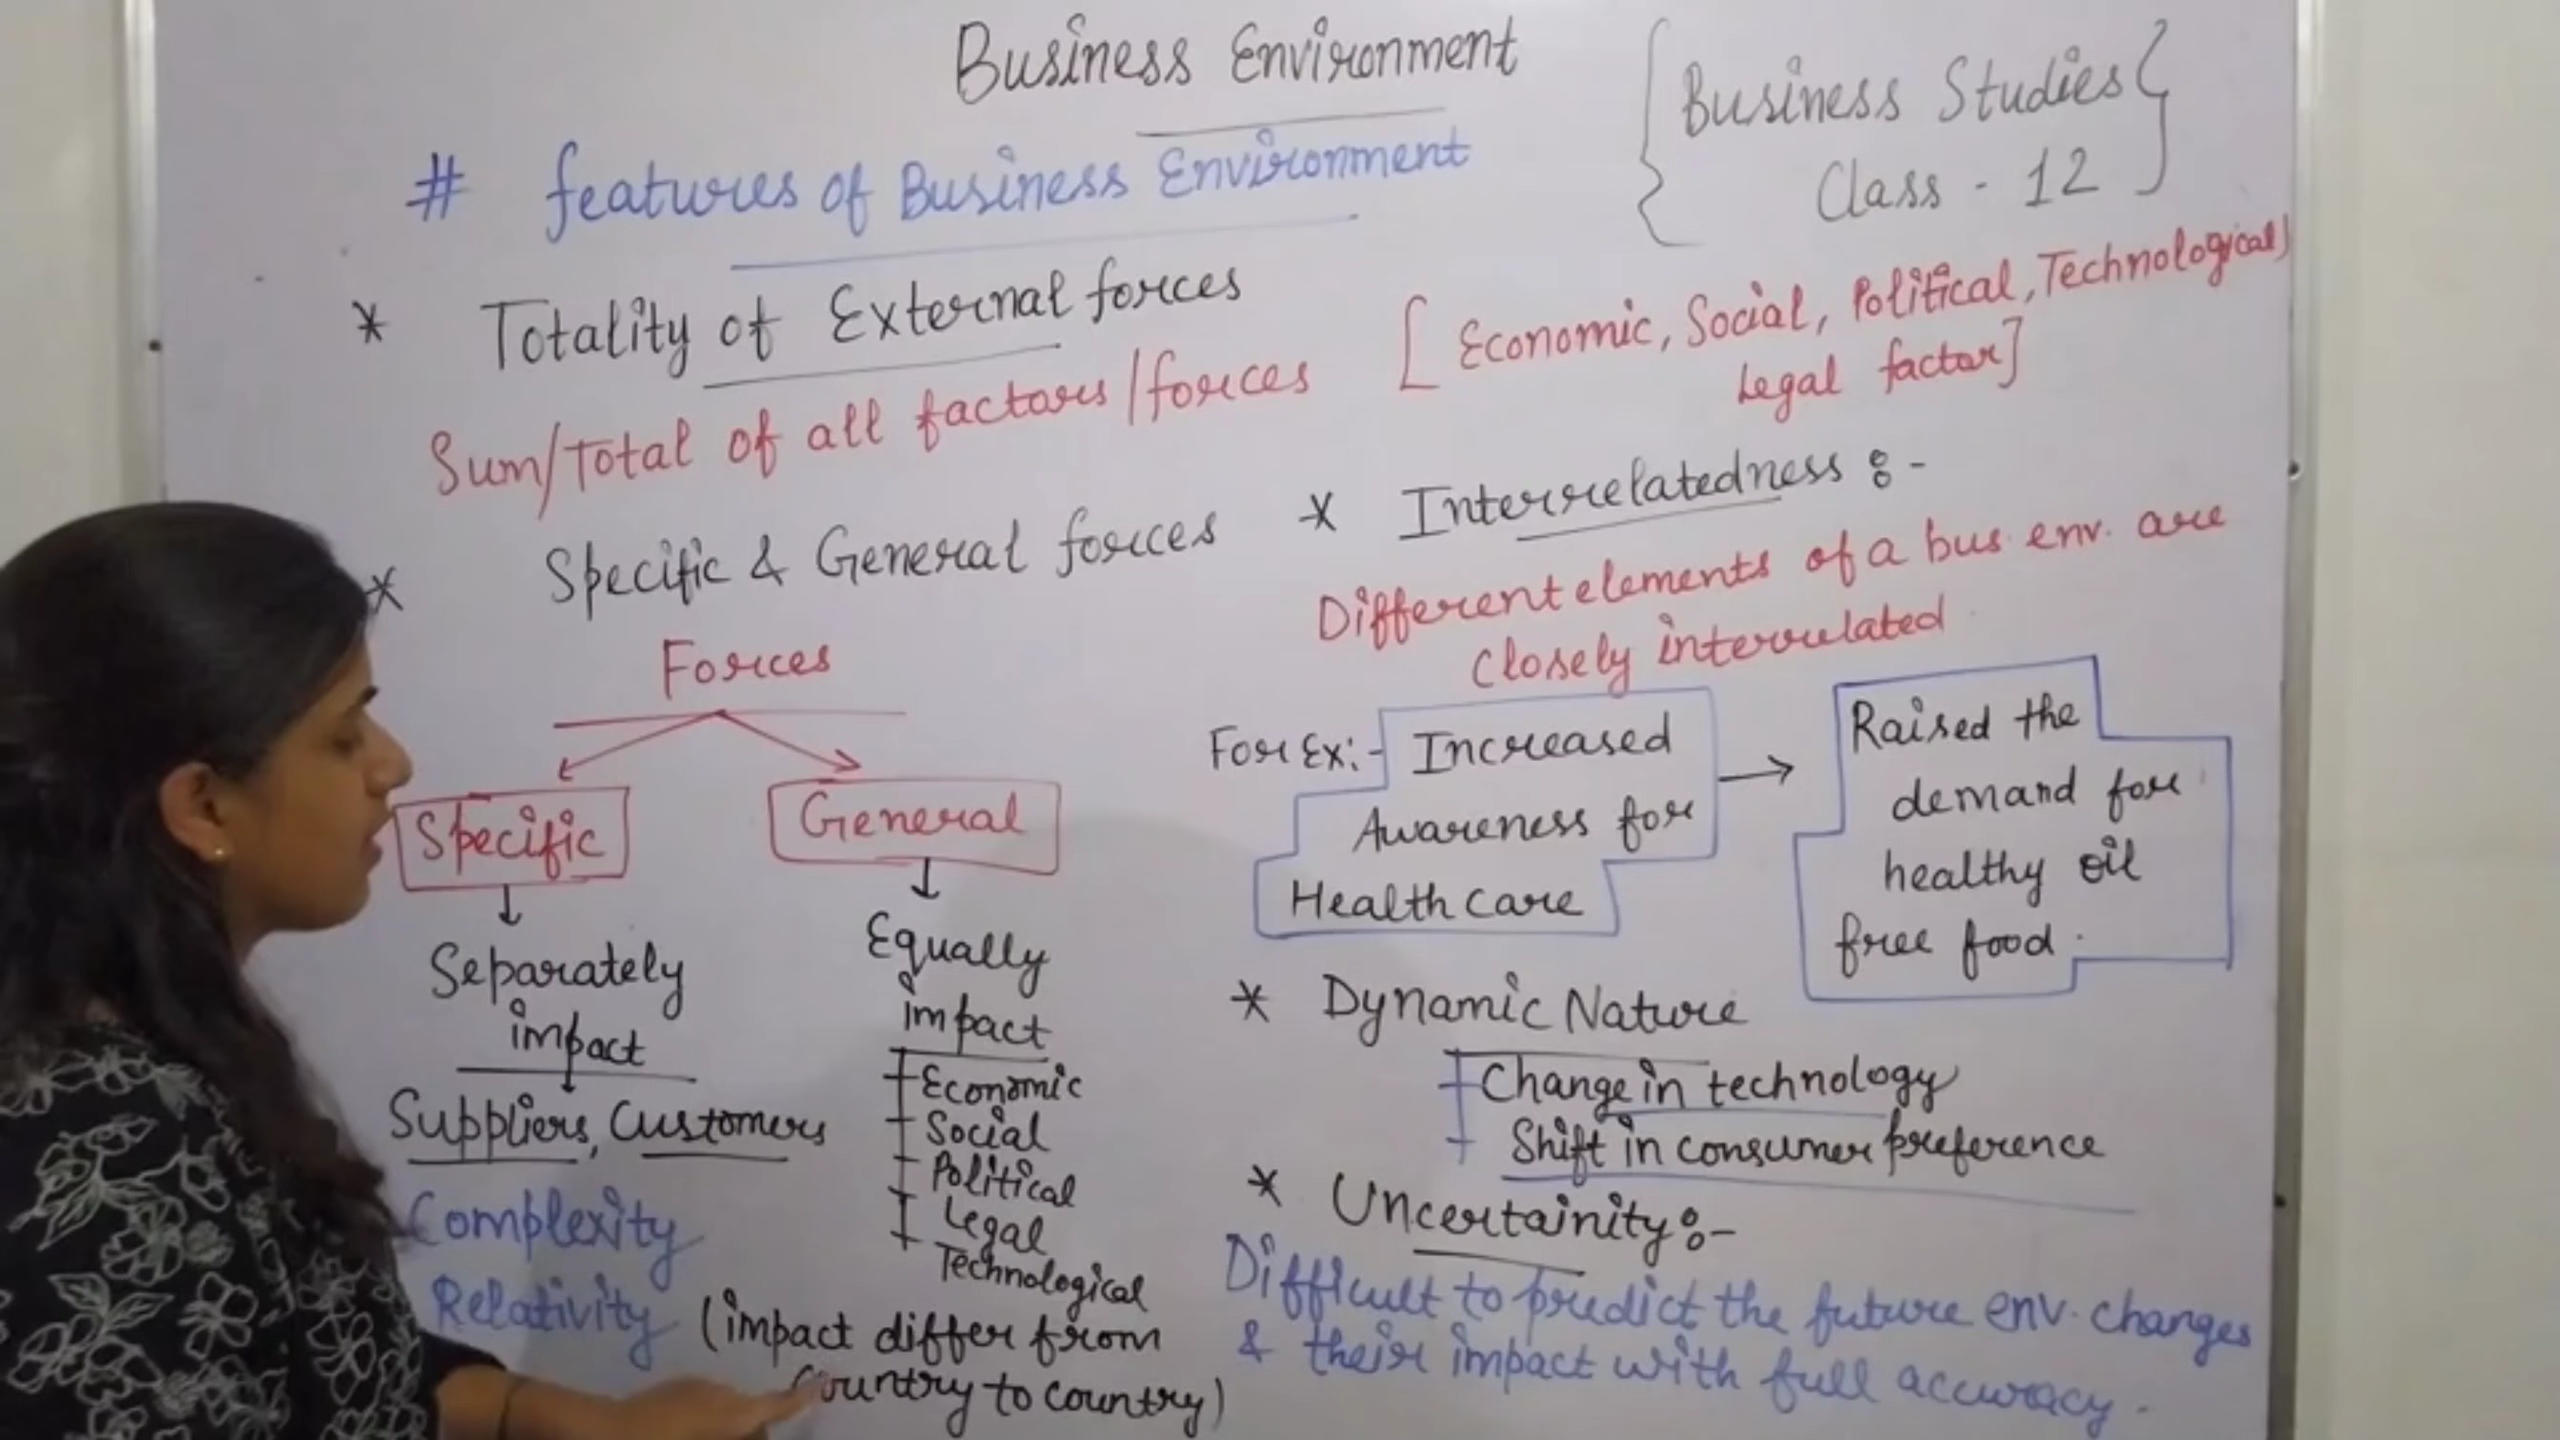 Business Environment
{Business Studies}
Class - 12
# features of Business Environment
* Totality of External forces
[Economic, Social, Political, Technological)
Legal factor]
Sum/Total of all factors/forces
* Specific & General forces
Forces
Specific
General
Separately
impact
Suppliers, Customers
Equally
impact
Economic
Social
Political
Legal
Technological
Complexity
Relativity (impact differ from
country to country)
* Interrelatedness :-
Different elements of a bus env. are
closely interrelated
For Ex:- Increased
Awareness for
Health care
→
Raised the
demand for
healthy oil
free food.
* Dynamic Nature
Change in technology
Shift in consumer preference
* Uncertainity :-
Difficult to predict the future env. changes
& their impact with full accuracy.